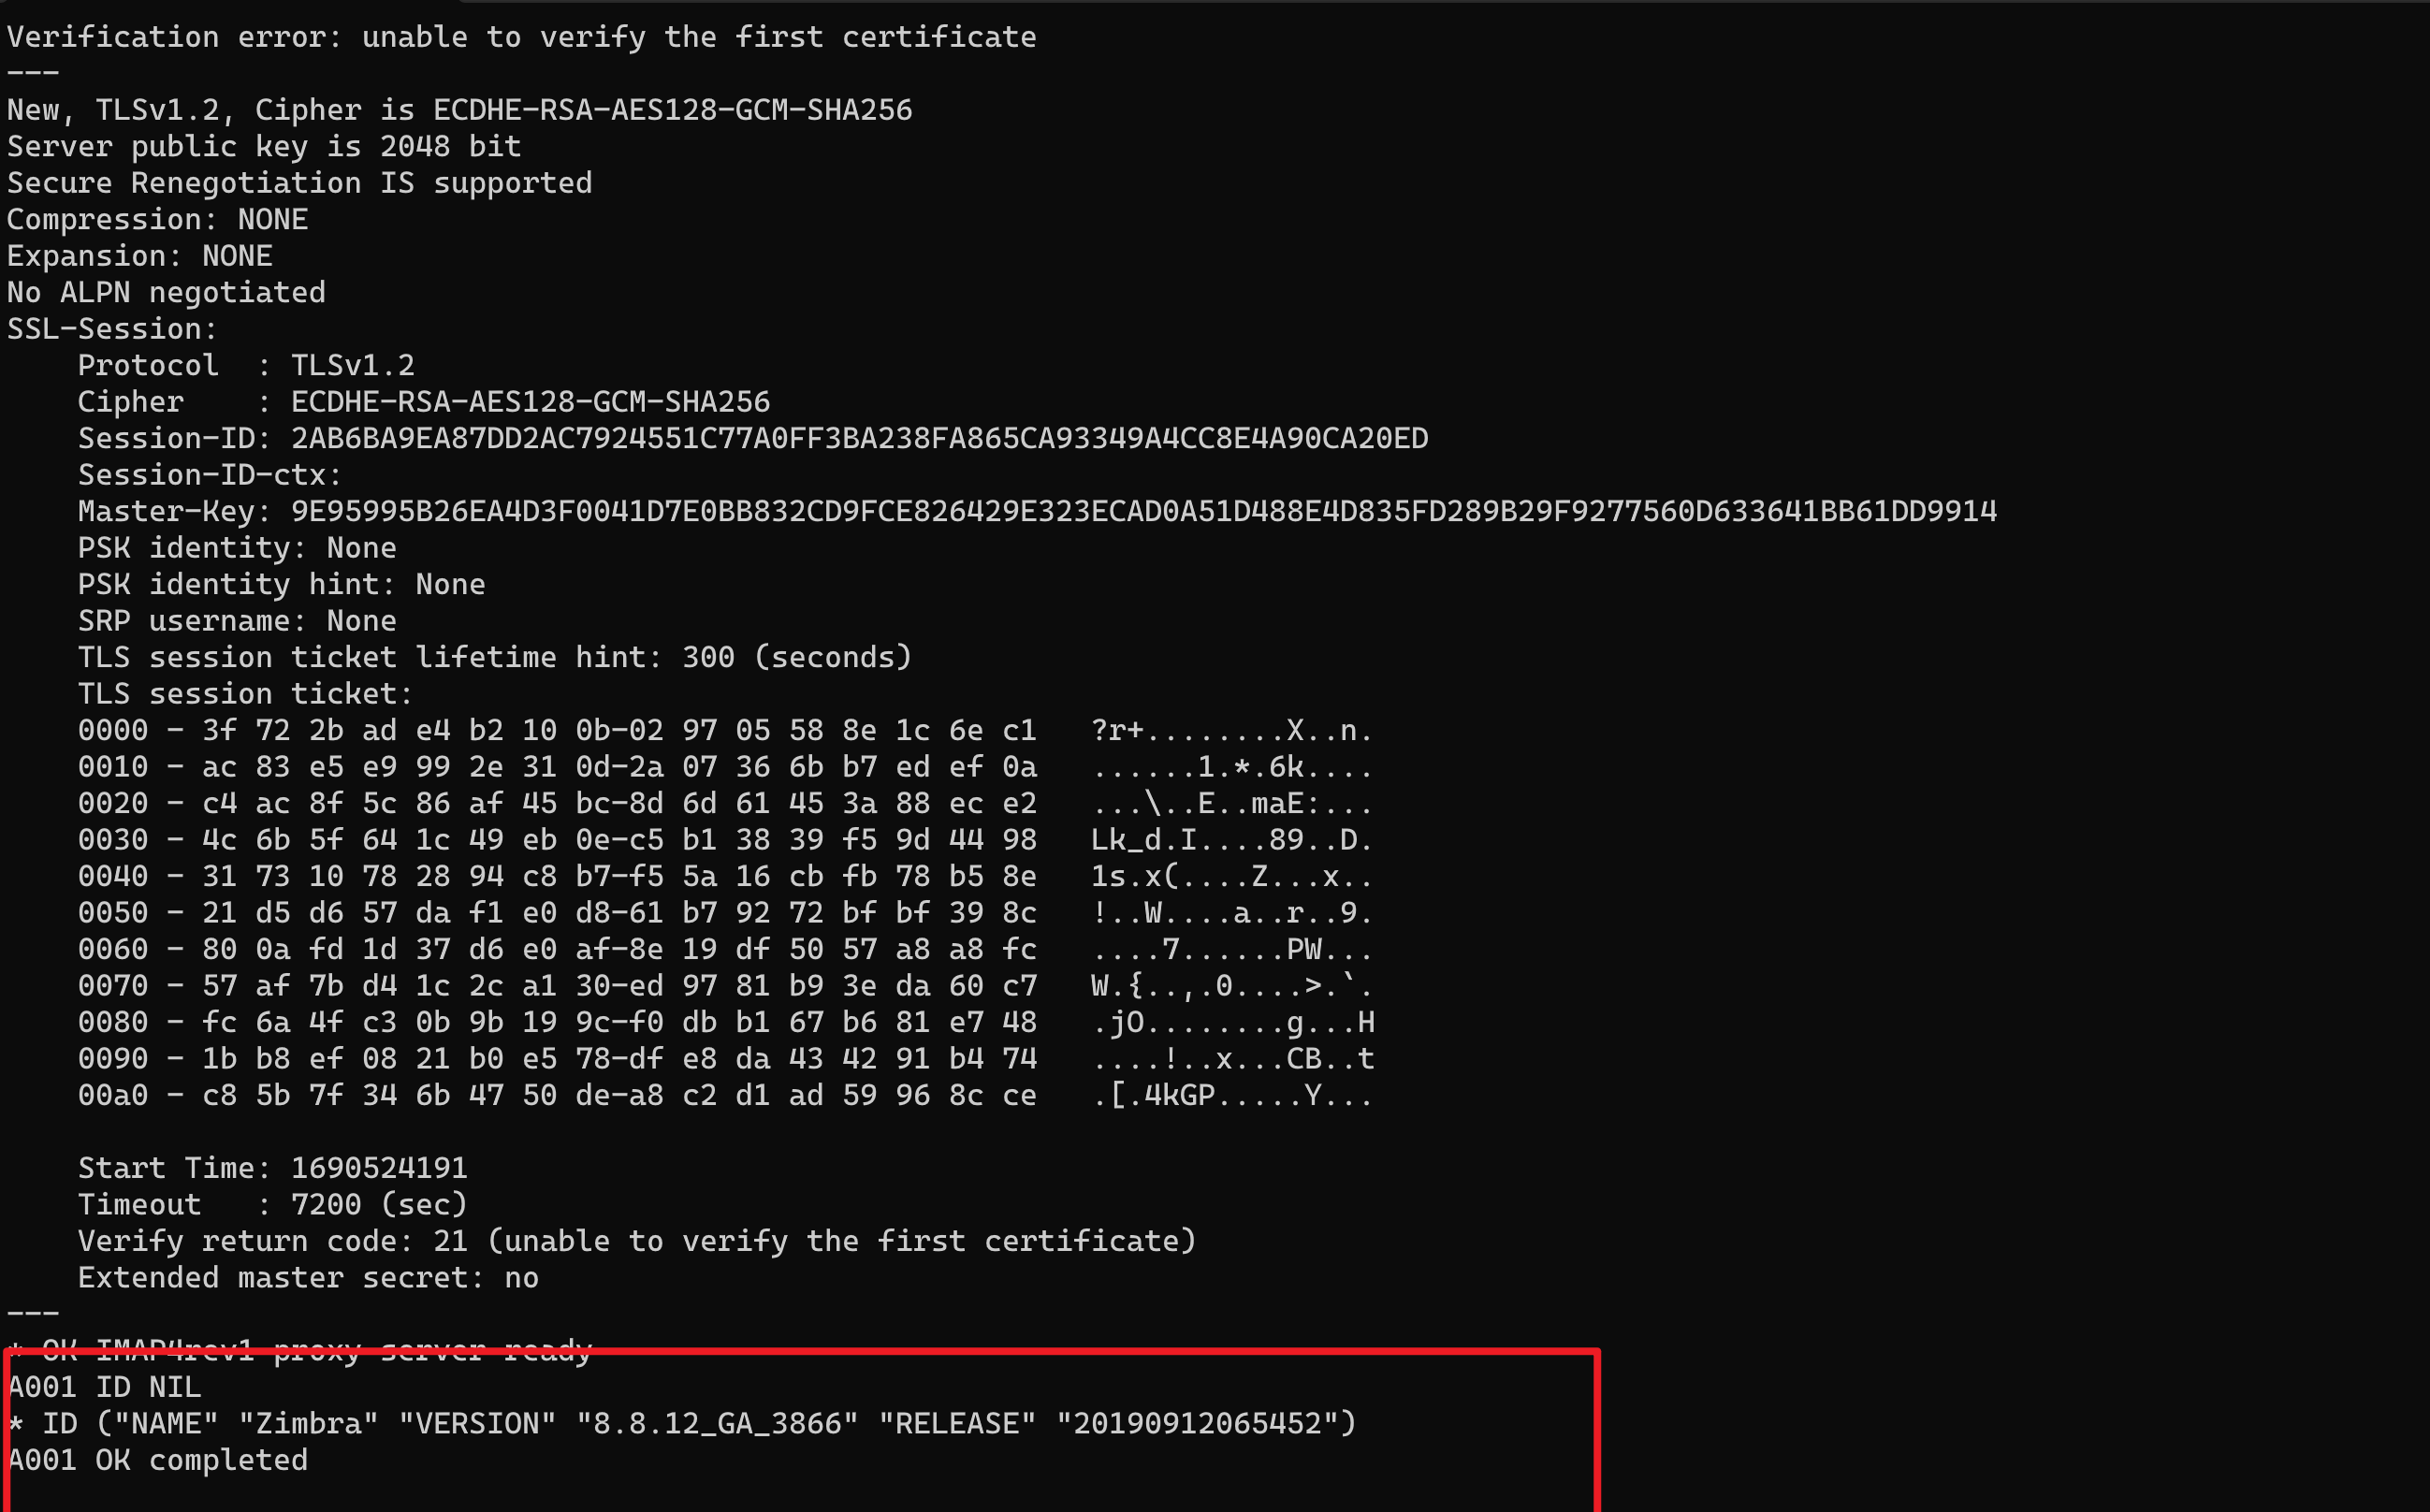 Verification error: unable to verify the first certificate
---
New, TLSv1.2, Cipher is ECDHE-RSA-AES128-GCM-SHA256
Server public key is 2048 bit
Secure Renegotiation IS supported
Compression: NONE
Expansion: NONE
No ALPN negotiated
SSL-Session:
    Protocol  : TLSv1.2
    Cipher    : ECDHE-RSA-AES128-GCM-SHA256
    Session-ID: 2AB6BA9EA87DD2AC7924551C77A0FF3BA238FA865CA93349A4CC8E4A90CA20ED
    Session-ID-ctx:
    Master-Key: 9E95995B26EA4D3F0041D7E0BB832CD9FCE826429E323ECAD0A51D488E4D835FD289B29F9277560D633641BB61DD9914
    PSK identity: None
    PSK identity hint: None
    SRP username: None
    TLS session ticket lifetime hint: 300 (seconds)
    TLS session ticket:
    0000 - 3f 72 2b ad e4 b2 10 0b-02 97 05 58 8e 1c 6e c1   ?r+........X..n.
    0010 - ac 83 e5 e9 99 2e 31 0d-2a 07 36 6b b7 ed ef 0a   ......1.*.6k....
    0020 - c4 ac 8f 5c 86 af 45 bc-8d 6d 61 45 3a 88 ec e2   ...\..E..maE:...
    0030 - 4c 6b 5f 64 1c 49 eb 0e-c5 b1 38 39 f5 9d 44 98   Lk_d.I....89..D.
    0040 - 31 73 10 78 28 94 c8 b7-f5 5a 16 cb fb 78 b5 8e   1s.x(....Z...x..
    0050 - 21 d5 d6 57 da f1 e0 d8-61 b7 92 72 bf bf 39 8c   !..W....a..r..9.
    0060 - 80 0a fd 1d 37 d6 e0 af-8e 19 df 50 57 a8 a8 fc   ....7......PW...
    0070 - 57 af 7b d4 1c 2c a1 30-ed 97 81 b9 3e da 60 c7   W.{..,.0....>.`.
    0080 - fc 6a 4f c3 0b 9b 19 9c-f0 db b1 67 b6 81 e7 48   .jO........g...H
    0090 - 1b b8 ef 08 21 b0 e5 78-df e8 da 43 42 91 b4 74   ....!..x...CB..t
    00a0 - c8 5b 7f 34 6b 47 50 de-a8 c2 d1 ad 59 96 8c ce   .[.4kGP.....Y...

    Start Time: 1690524191
    Timeout   : 7200 (sec)
    Verify return code: 21 (unable to verify the first certificate)
    Extended master secret: no
---
* OK IMAP4rev1 proxy server ready
A001 ID NIL
* ID ("NAME" "Zimbra" "VERSION" "8.8.12_GA_3866" "RELEASE" "20190912065452")
A001 OK completed